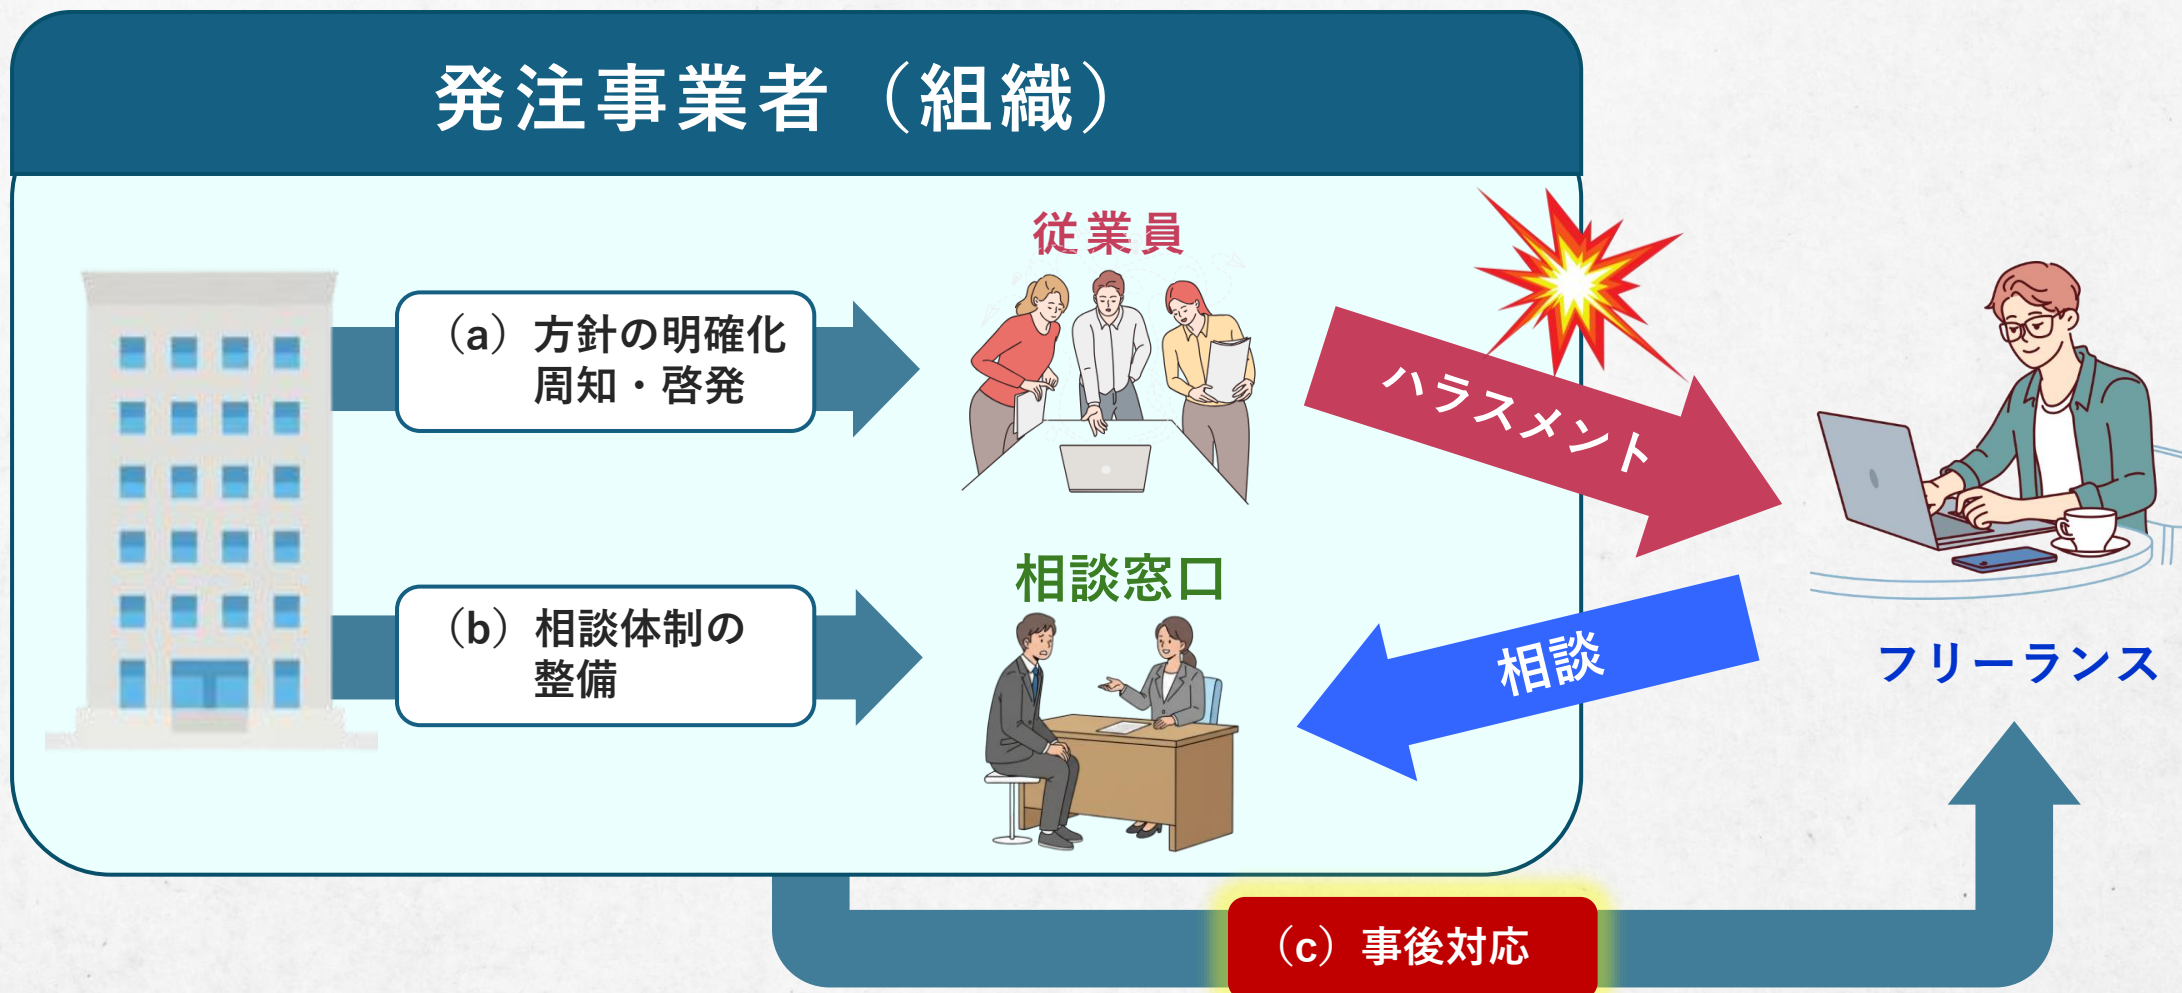 発注事業者（組織）
従業員
（a）方針の明確化
周知・啓発
ハラスメント
相談窓口
（b）相談体制の
整備
相談
フリーランス
（c）事後対応